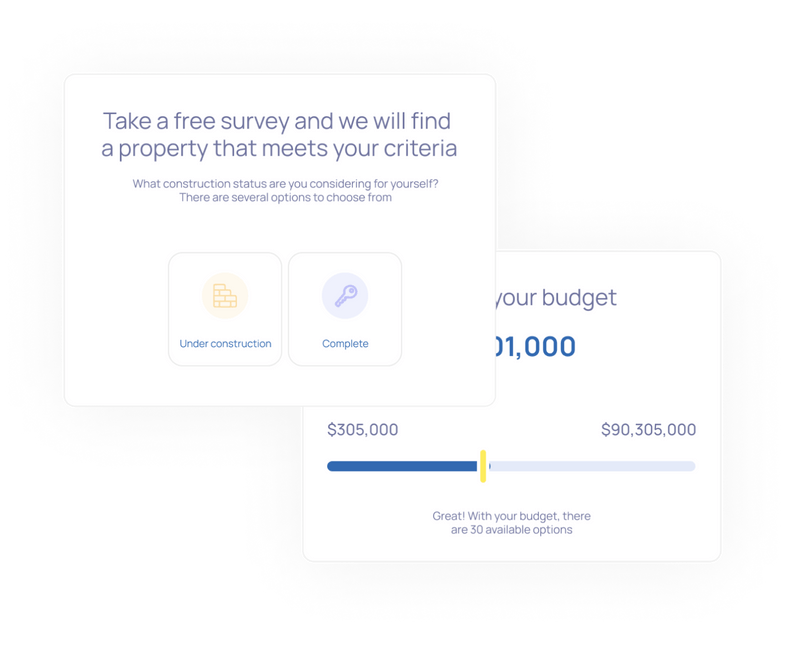 Take a free survey and we will find
a property that meets your criteria
What construction status are you considering for yourself?
There are several options to choose from
Under construction
Complete
your budget
01,000
$305,000
$90,305,000
Great! With your budget, there
are 30 available options